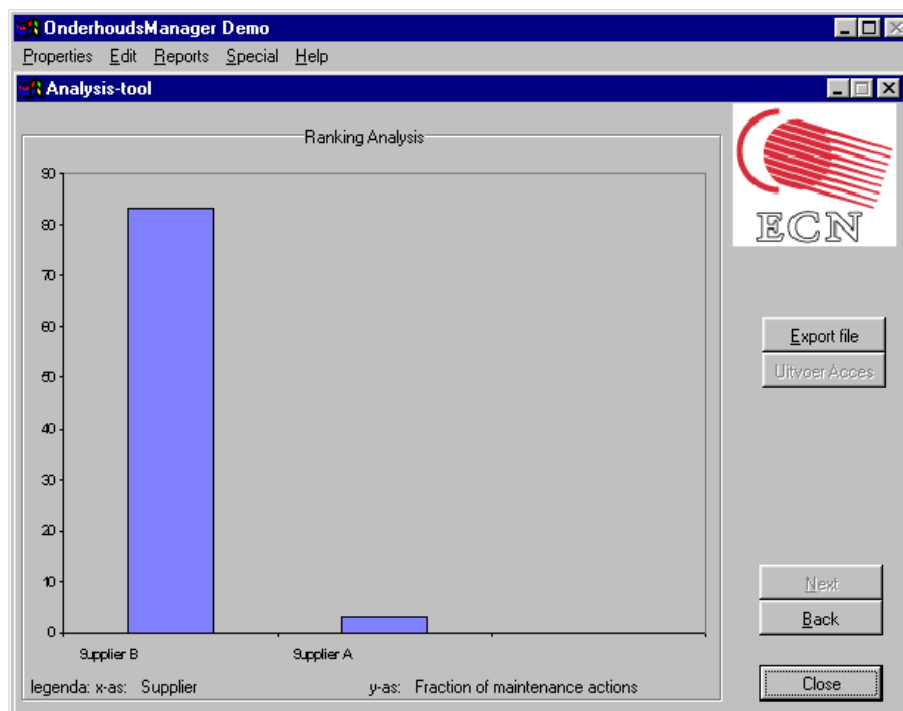 OnderhoudsManager Demo
Properties Edit Reports Special Help
Analysis-tool
Ranking Analysis
ECN
90
80
70
60
50
40
30
20
10
0
Supplier B Supplier A
legenda: x-as: Supplier y-as: Fraction of maintenance actions
Export file
Uitvoer Acces
Next
Back
Close